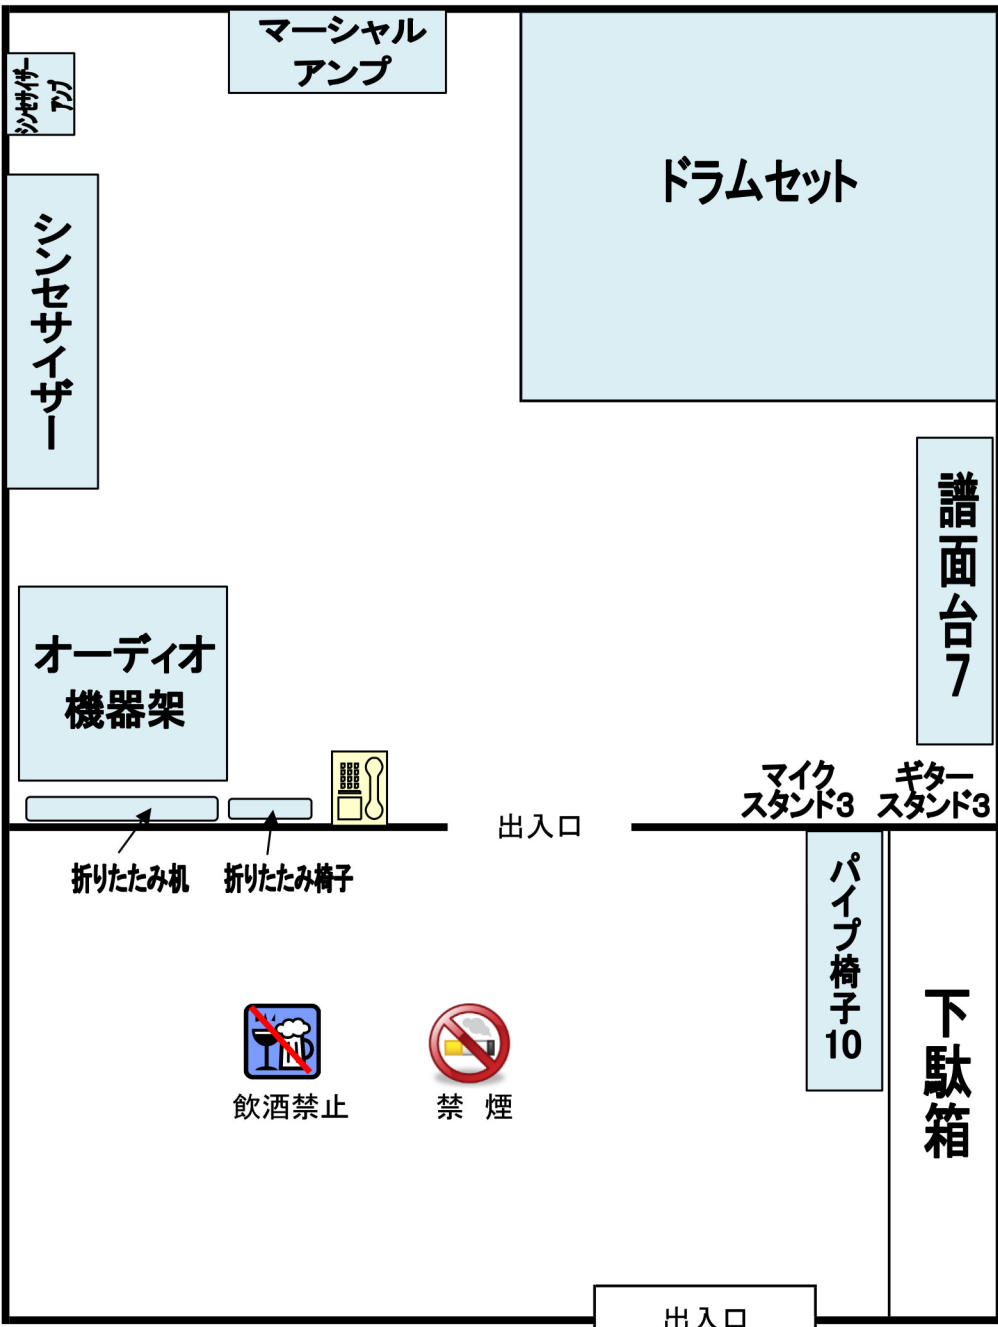 マーシャル
アンプ
シンセサイザー
アンプ
ドラムセット
シンセサイザー
譜面台7
オーディオ
機器架
マイク
スタンド3
ギター
スタンド3
出入口
折りたたみ机
折りたたみ椅子
パイプ椅子10
下駄箱
飲酒禁止
禁 煙
出入口